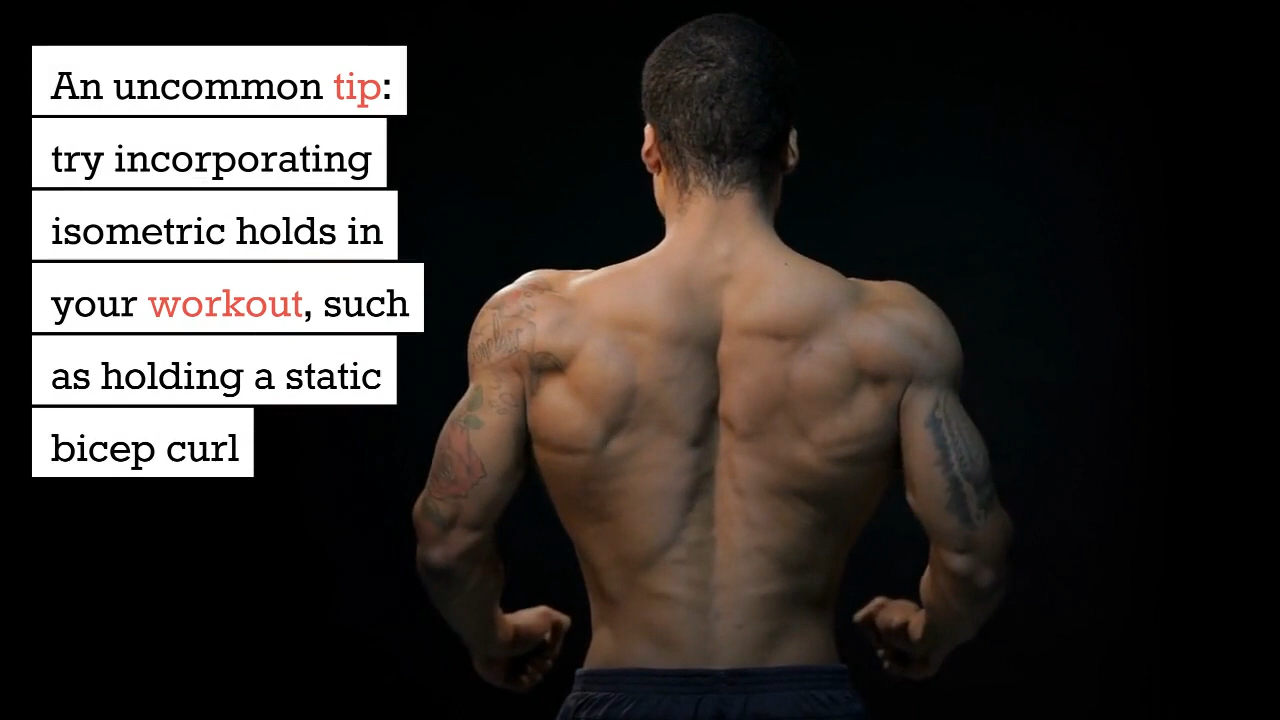 An uncommon tip:
try incorporating
isometric holds in
your workout, such
as holding a static
bicep curl